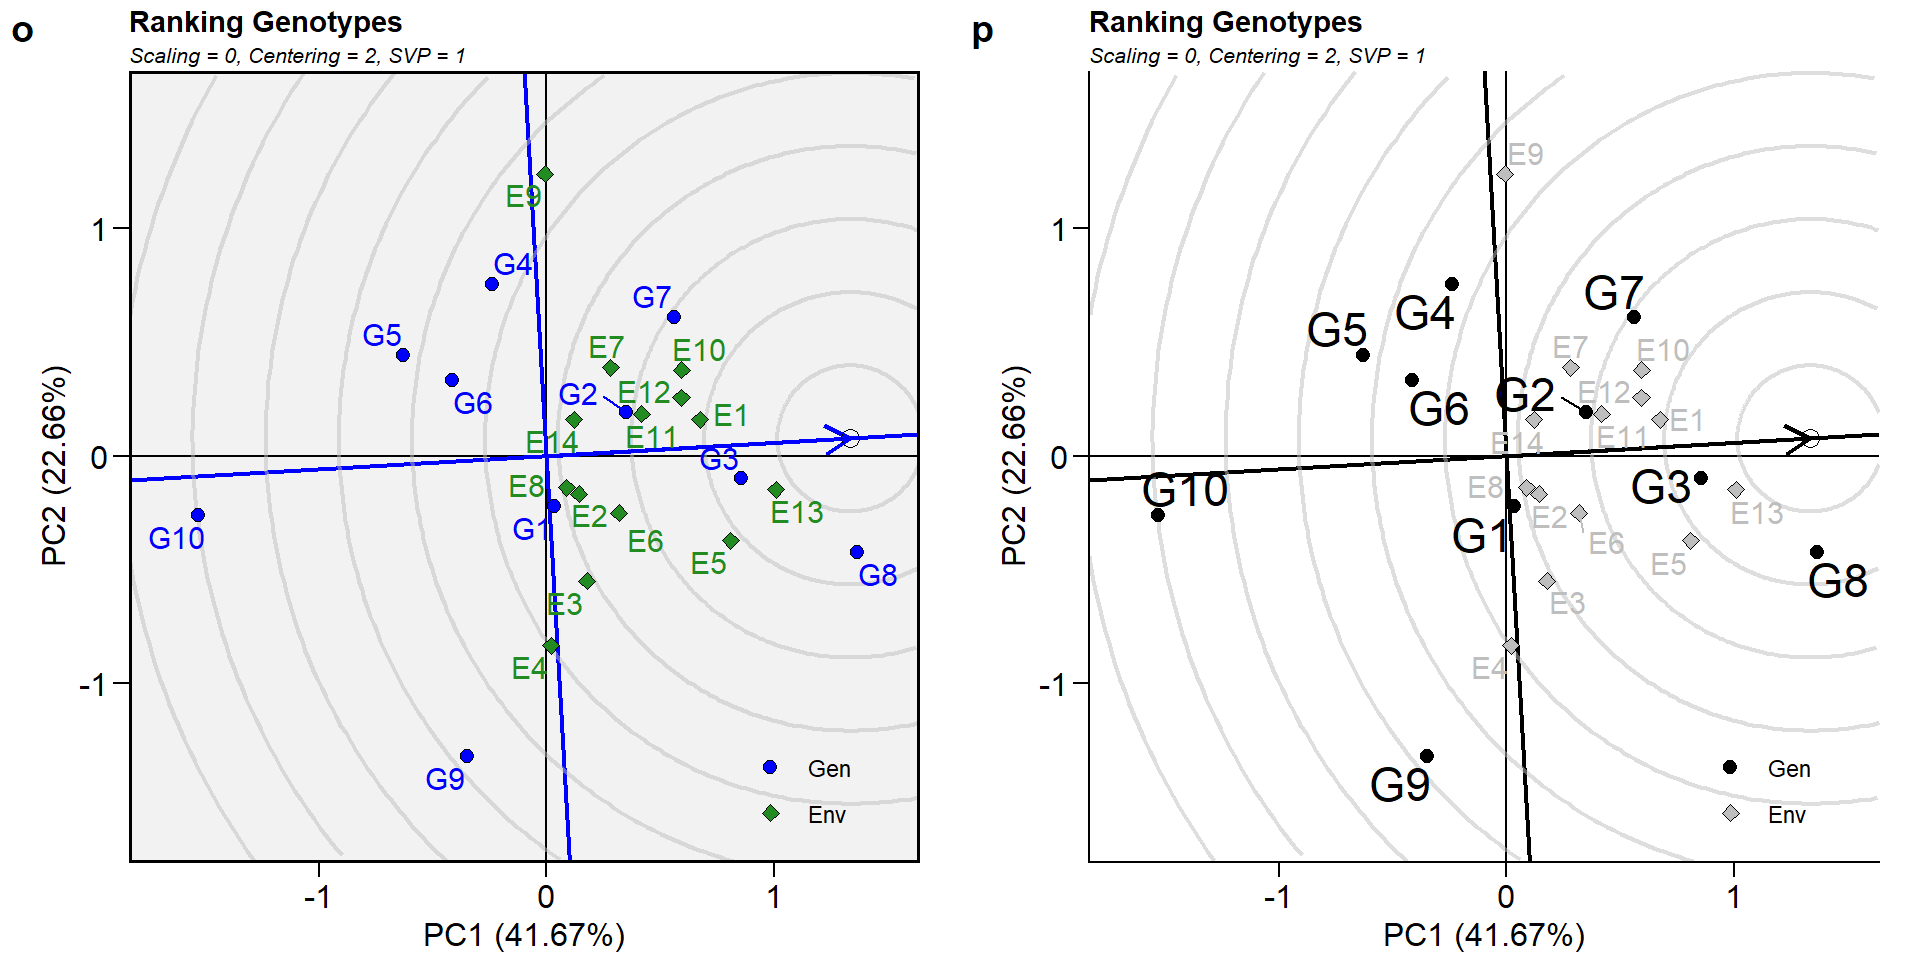 o
Ranking Genotypes
Scaling = 0, Centering = 2, SVP = 1
PC2 (22.66%)
1
0
-1
E9
G4
G7
G5
E7
E10
G6
G2
E12
E1
E14
E11
G3
E8
G10
G1
E2
E6
E13
E5
G8
E3
E4
G9
Gen
Env
-1
0
1
PC1 (41.67%)
p
Ranking Genotypes
Scaling = 0, Centering = 2, SVP = 1
PC2 (22.66%)
1
0
-1
E9
G7
G4
G5
E7
E10
G6
G2
E12
E1
E14
E11
G10
E8
G3
E13
G1
E2
E6
E5
G8
E3
E4
G9
Gen
Env
-1
0
1
PC1 (41.67%)